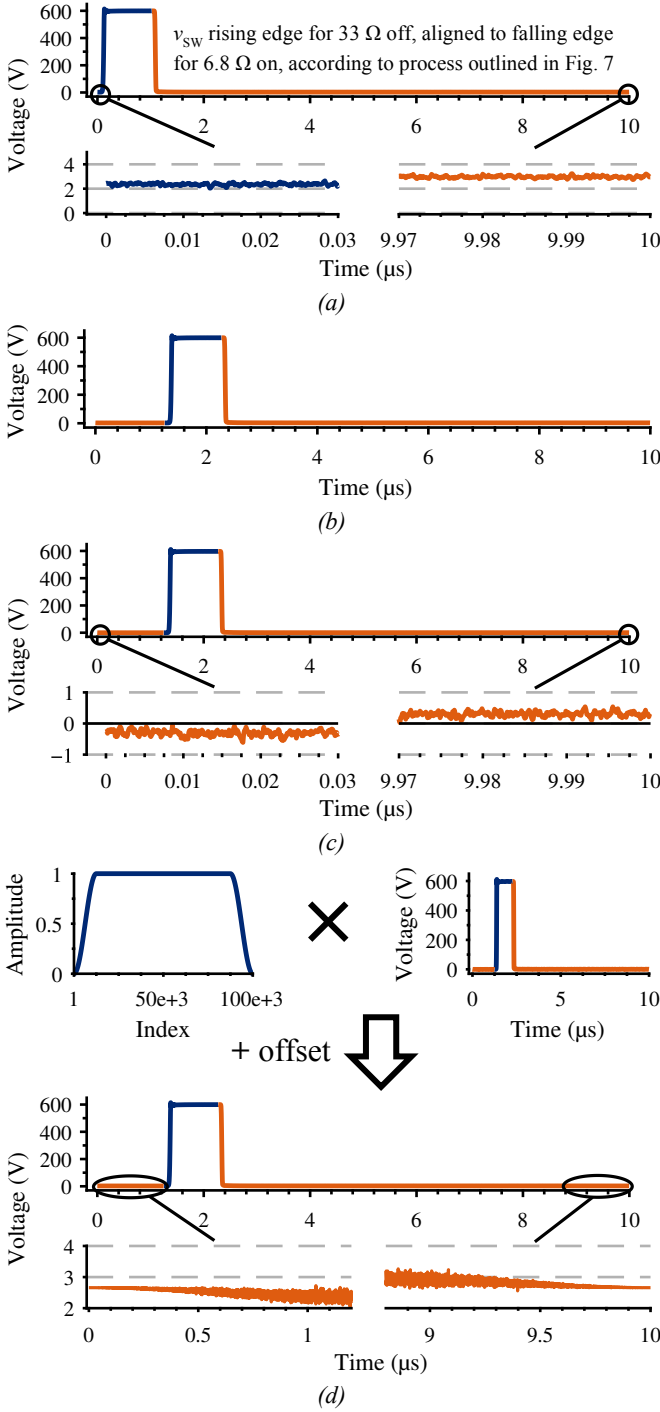 600
400
200
0
Voltage (V)
vSW rising edge for 33 Ω off, aligned to falling edge
for 6.8 Ω on, according to process outlined in Fig. 7
0 2 4 6 8 10
4
2
0
0 0.01 0.02 0.03 9.97 9.98 9.99 10
Time (µs)
(a)
600
400
200
0
Voltage (V)
0 2 4 6 8 10
Time (µs)
(b)
600
400
200
0
Voltage (V)
0 2 4 6 8 10
1
0
−1
0 0.01 0.02 0.03 9.97 9.98 9.99 10
Time (µs)
(c)
1
0.5
0
Amplitude
1 50e+3 100e+3
Index
×
600
400
200
0
Voltage (V)
0 5 10
Time (µs)
+ offset
600
400
200
0
Voltage (V)
0 2 4 6 8 10
4
3
2
0 0.5 1 9 9.5 10
Time (µs)
(d)